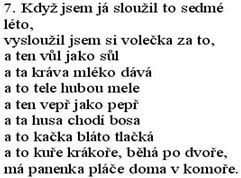 7. Když jsem já sloužil to sedmé
léto,
vysloužil jsem si volečka za to,
a ten vůl jako sůl
a ta kráva mléko dává
a to tele hubou mele
a ten vepř jako pepř
a ta husa chodí bosa
a to kačka bláto tlačká
a to kuře krákoře, běhá po dvoře,
má panenka pláče doma v komoře.